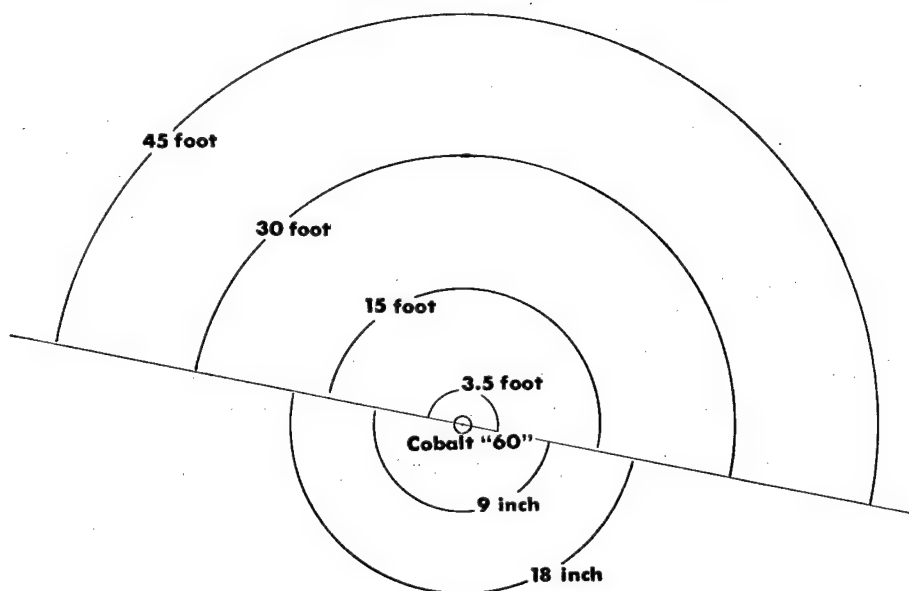 45 foot
30 foot
15 foot
3.5 foot
Cobalt “60”
9 inch
18 inch